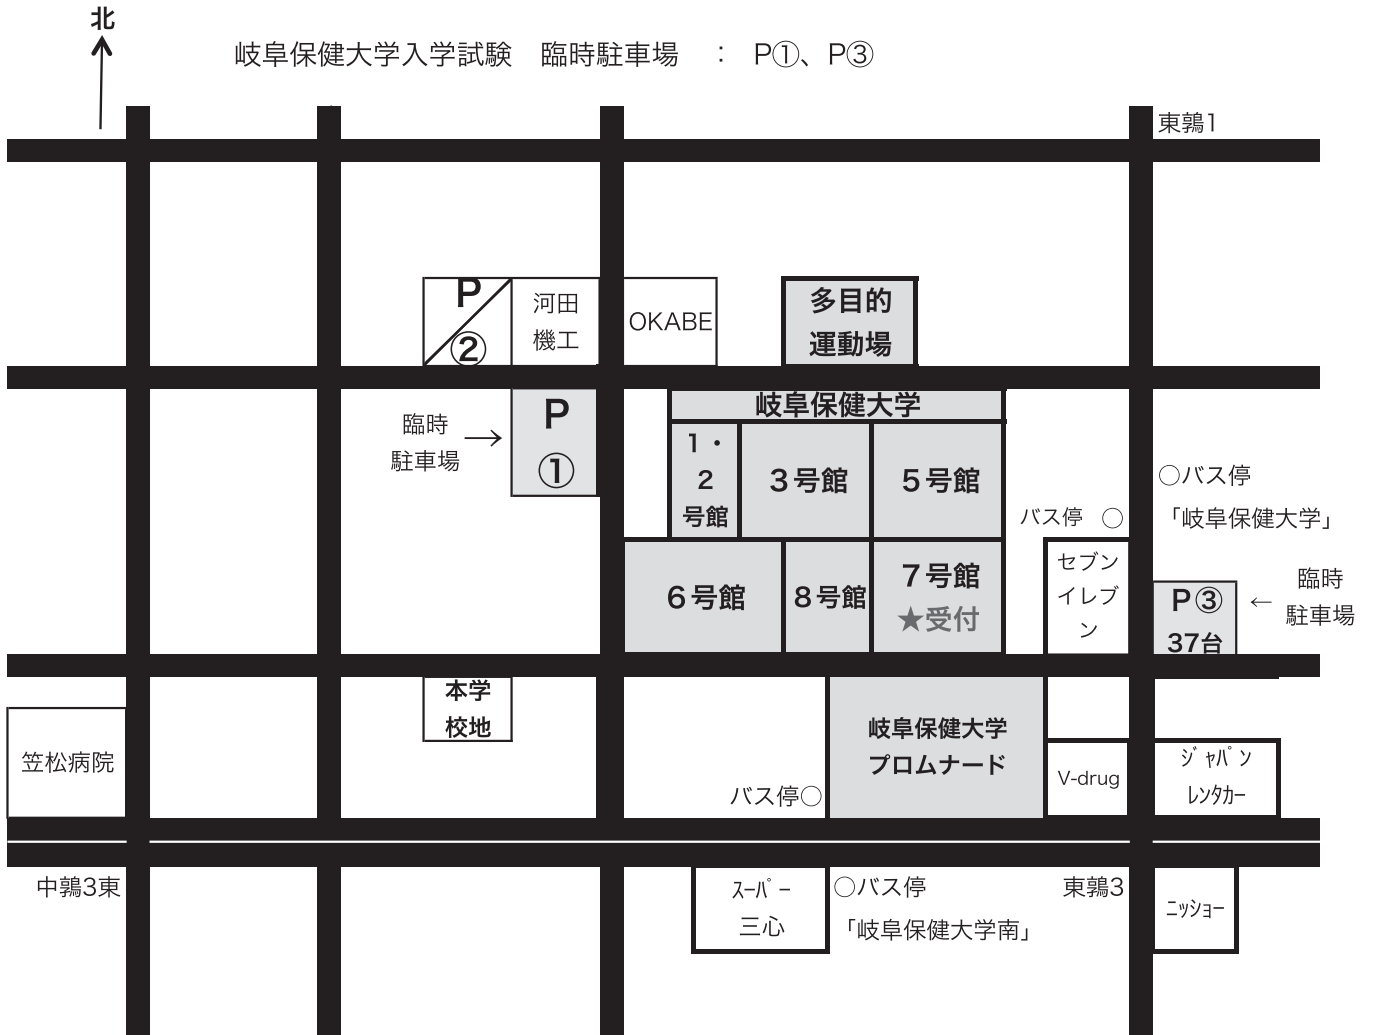 北
岐阜保健大学入学試験　臨時駐車場　：　P①、P③
東鶉1
P
②
河田
機工
OKABE
多目的
運動場
臨時
駐車場
→
P
①
岐阜保健大学
1・
2
号館
３号館
５号館
６号館
８号館
７号館
★受付
バス停　○
○バス停
「岐阜保健大学」
セブン
イレブ
ン
P③
37台
←
臨時
駐車場
本学
校地
笠松病院
岐阜保健大学
プロムナード
バス停○
V-drug
ｼﾞｬﾊﾟﾝ
ﾚﾝﾀｶｰ
中鶉3東
ｽｰﾊﾟｰ
三心
○バス停
「岐阜保健大学南」
東鶉3
ﾆｯｼｮｰ